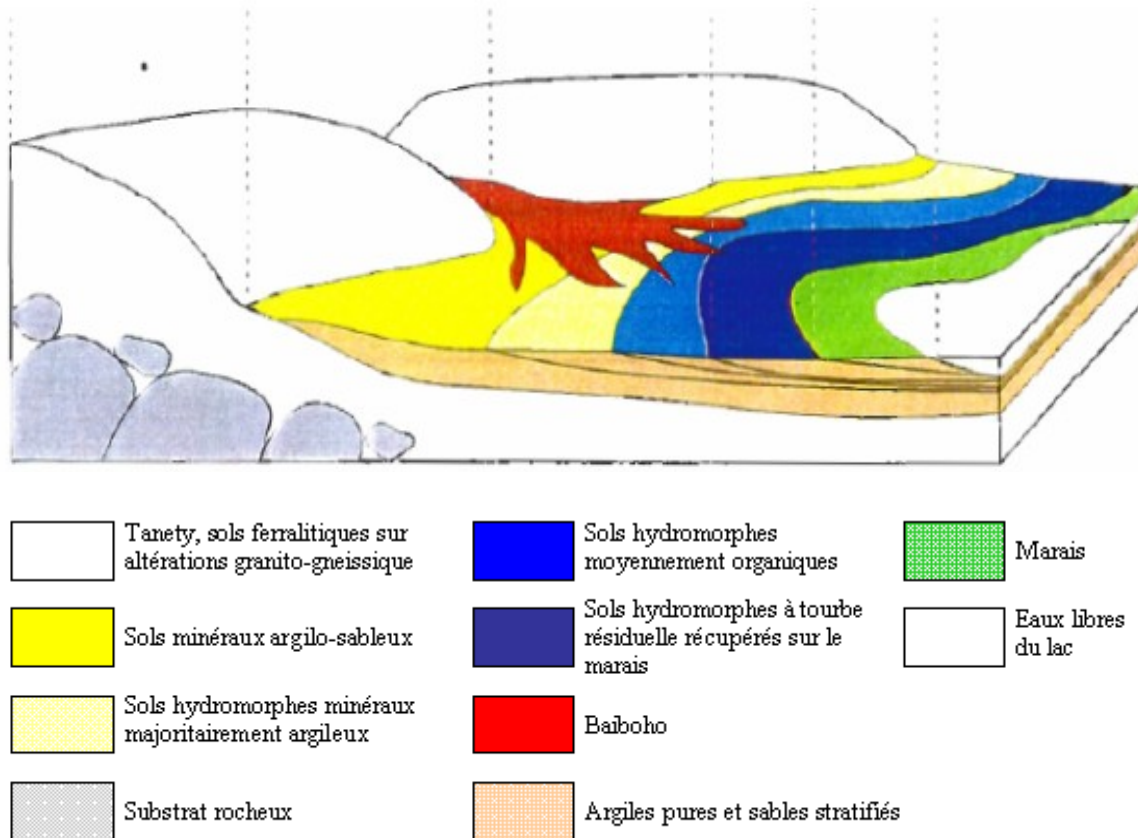 Tanety, sols ferralitiques sur
altérations granito-gneissique
Sols minéraux argilo-sableux
Sols hydromorphes minéraux
majoritairement argileux
Substrat rocheux
Sols hydromorphes
moyennement organiques
Sols hydromorphes à tourbe
résiduelle récupérés sur le
marais
Baiboho
Argiles pures et sables stratifiés
Marais
Eaux libres
du lac